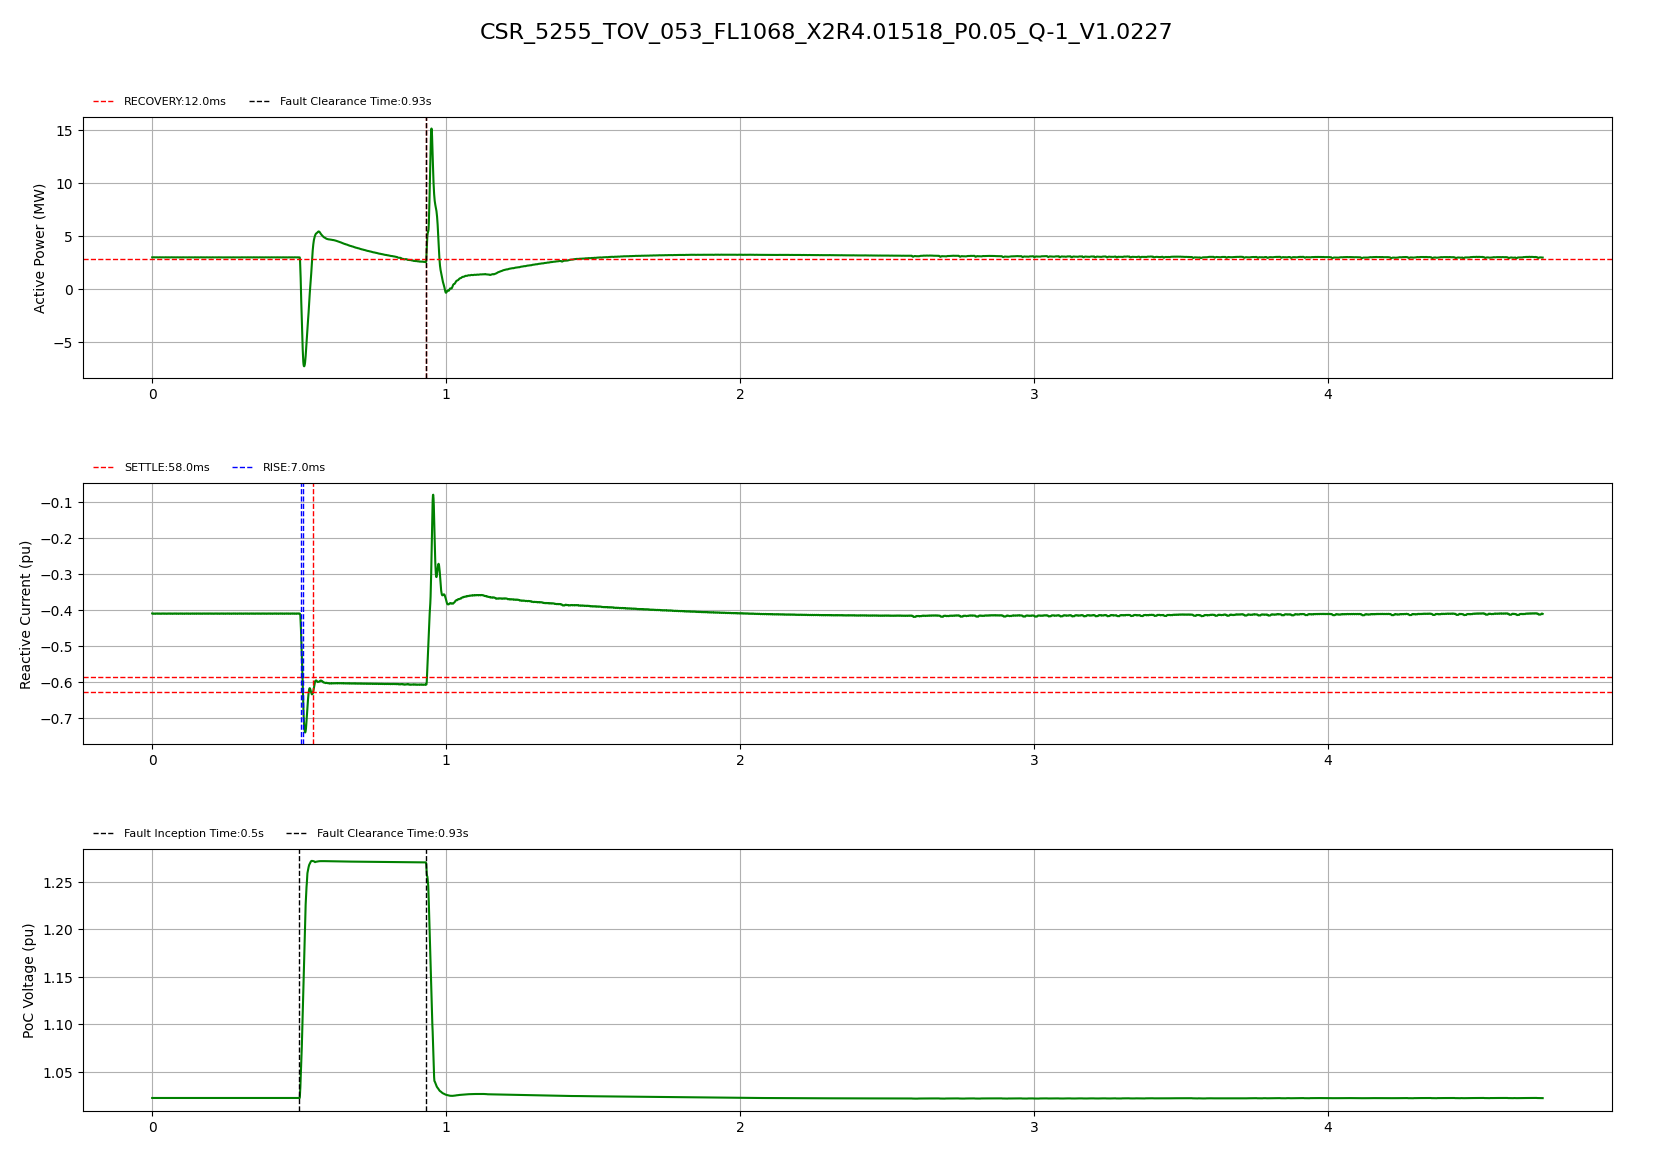 CSR_5255_TOV_053_FL1068_X2R4.01518_P0.05_Q-1_V1.0227
RECOVERY:12.0ms Fault Clearance Time:0.93s
Active Power (MW)
15
10
5
0
−5
0 1 2 3 4
SETTLE:58.0ms RISE:7.0ms
Reactive Current (pu)
−0.1
−0.2
−0.3
−0.4
−0.5
−0.6
−0.7
0 1 2 3 4
Fault Inception Time:0.5s Fault Clearance Time:0.93s
PoC Voltage (pu)
1.25
1.20
1.15
1.10
1.05
0 1 2 3 4